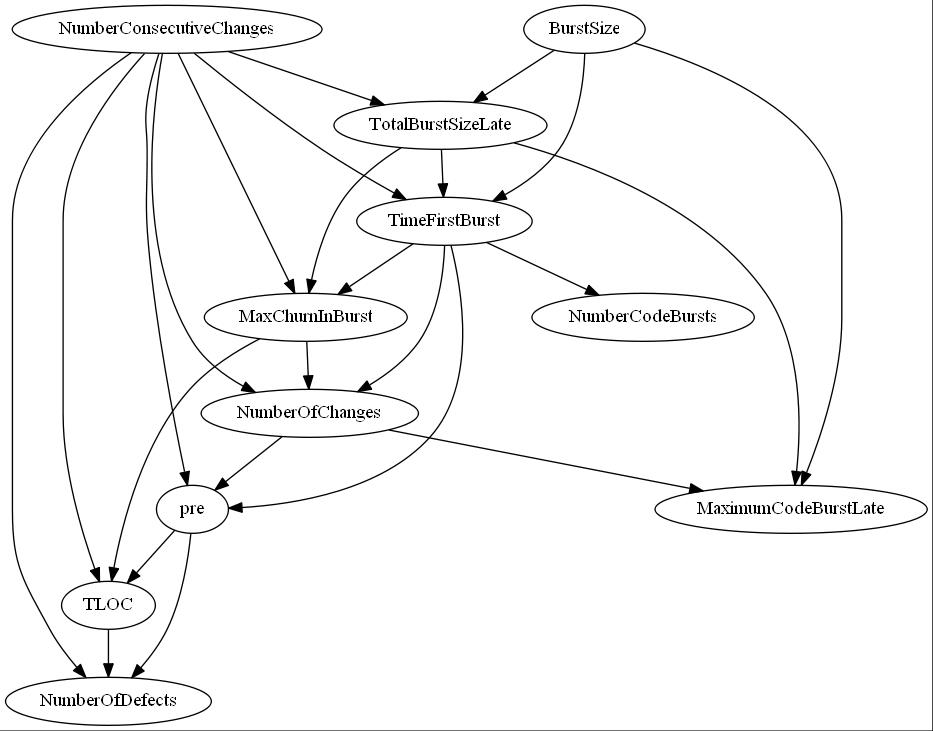 NumberConsecutiveChanges
BurstSize
TotalBurstSizeLate
TimeFirstBurst
MaxChurnInBurst
NumberCodeBursts
NumberOfChanges
pre
MaximumCodeBurstLate
TLOC
NumberOfDefects